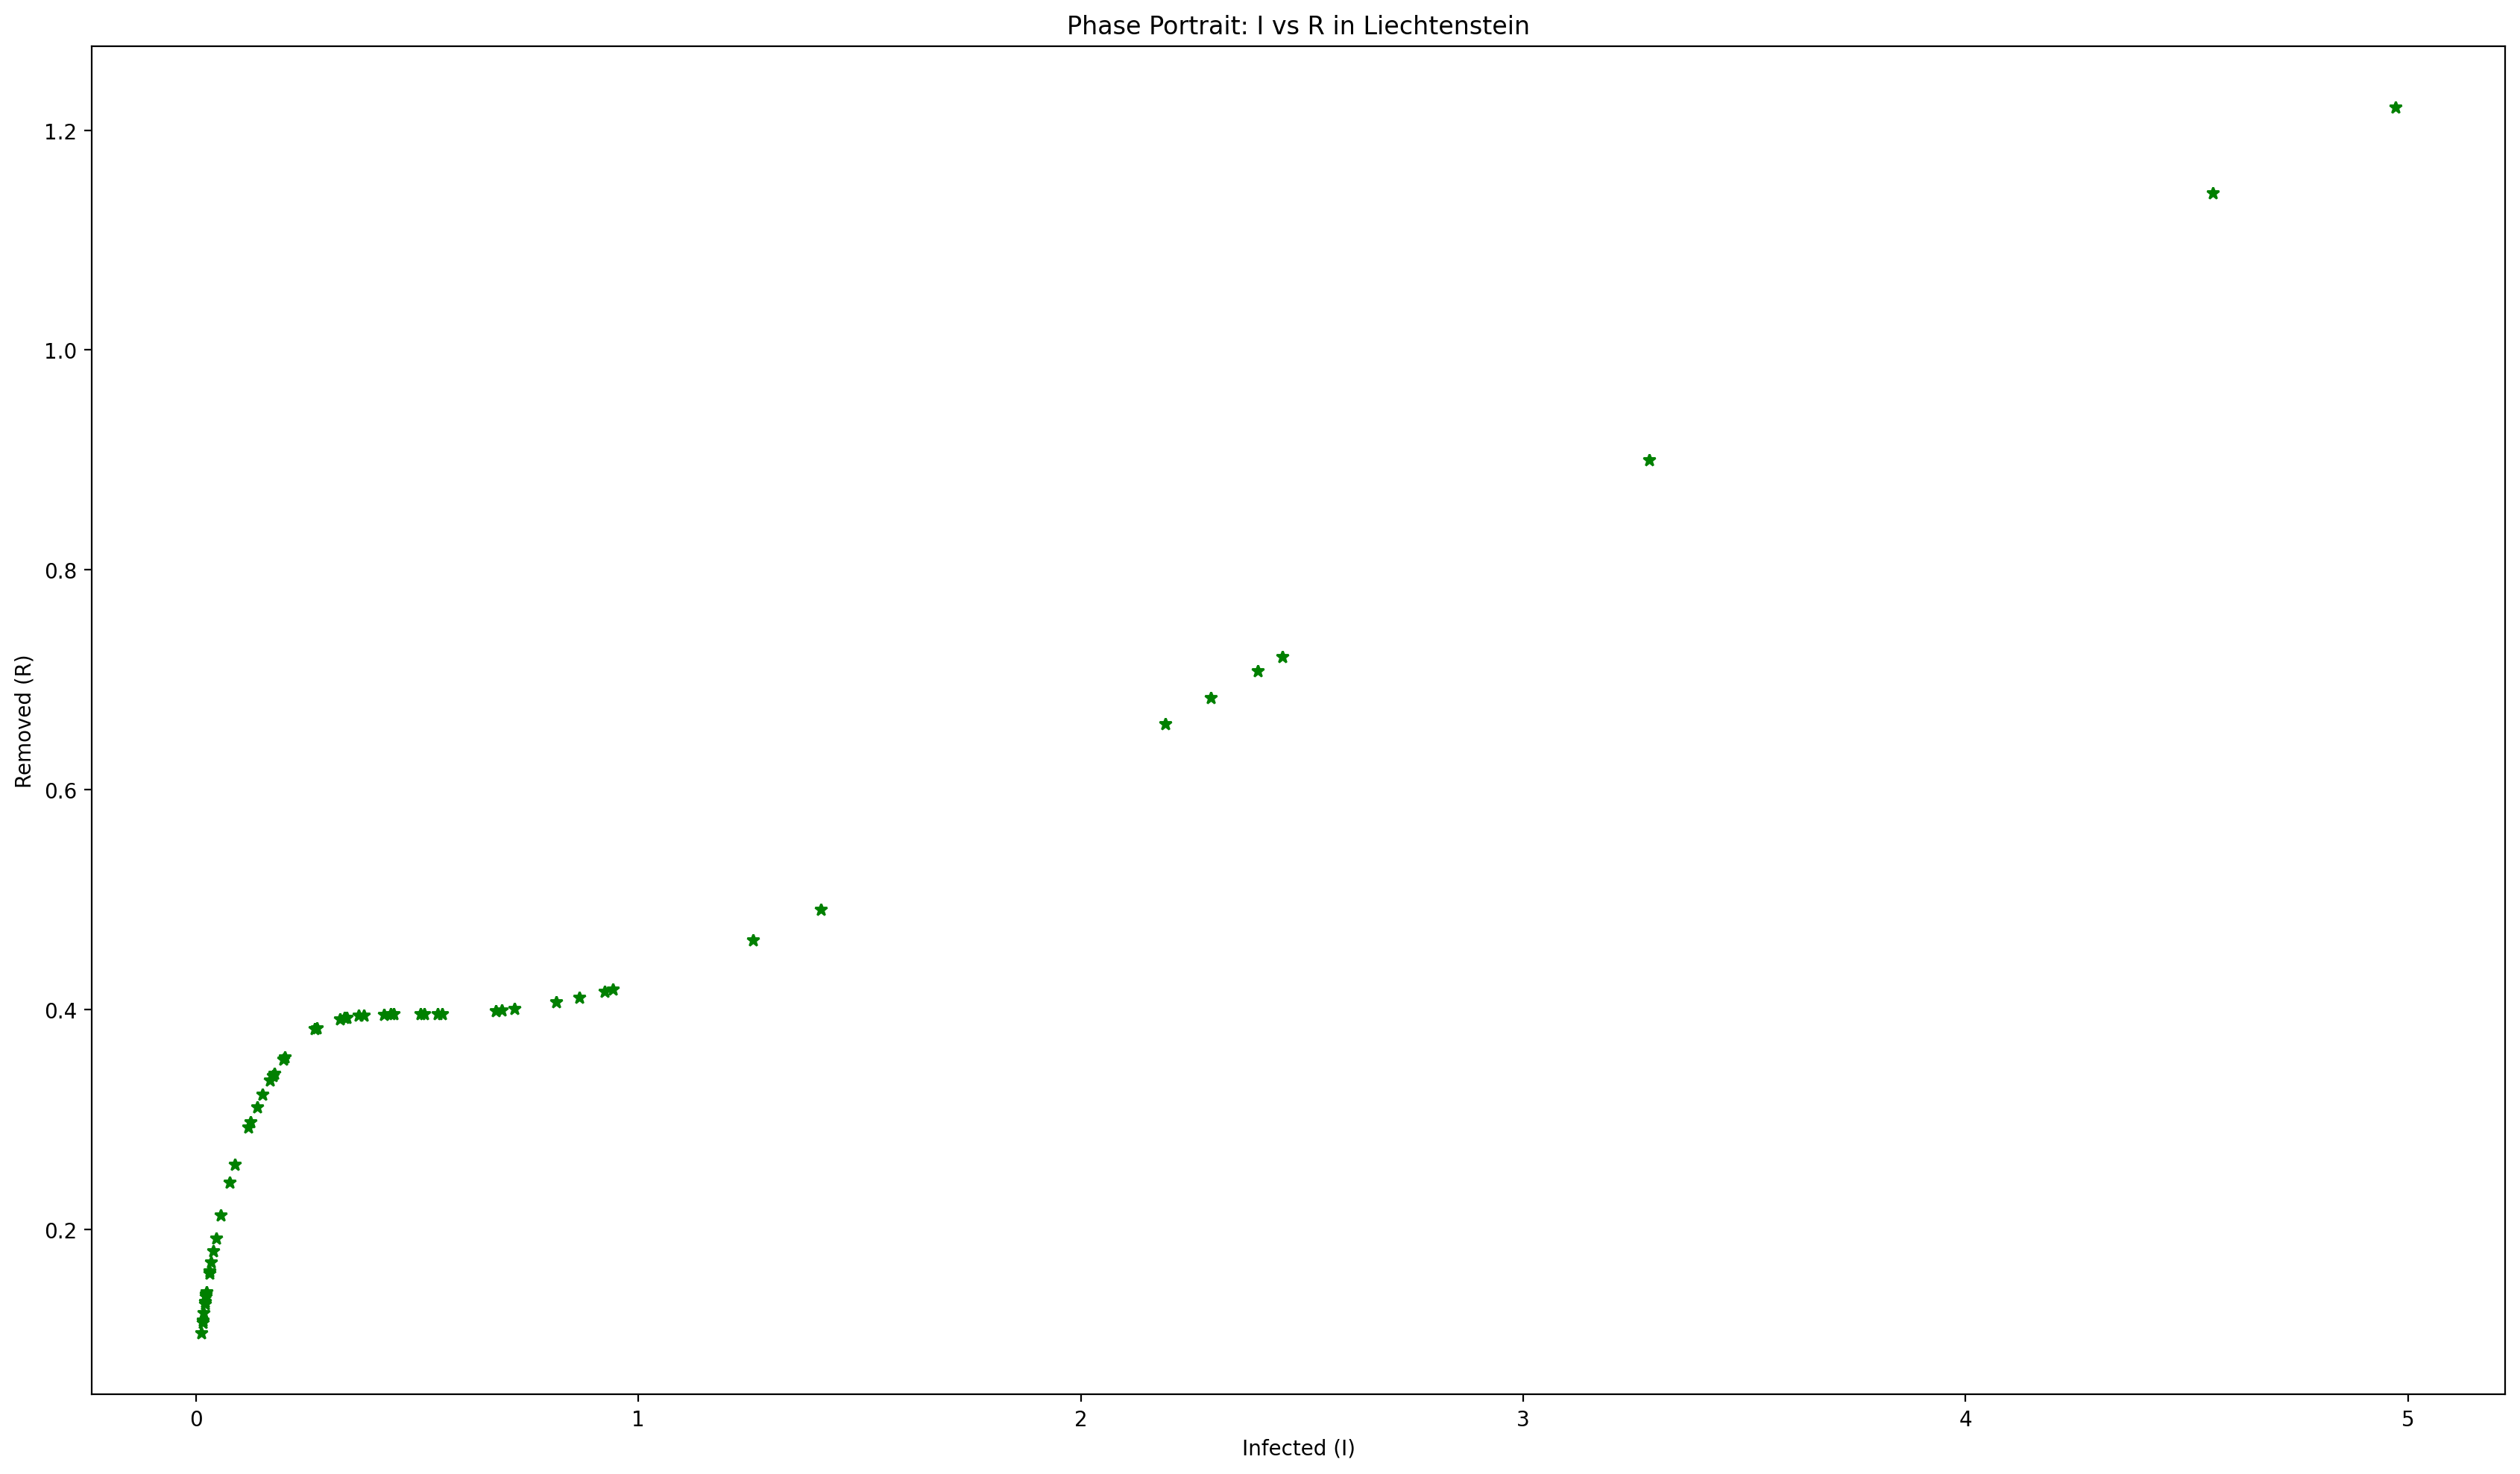 Phase Portrait: I vs R in Liechtenstein
1.2
1.0
0.8
0.6
0.4
0.2
Removed (R)
0 1 2 3 4 5
Infected (I)